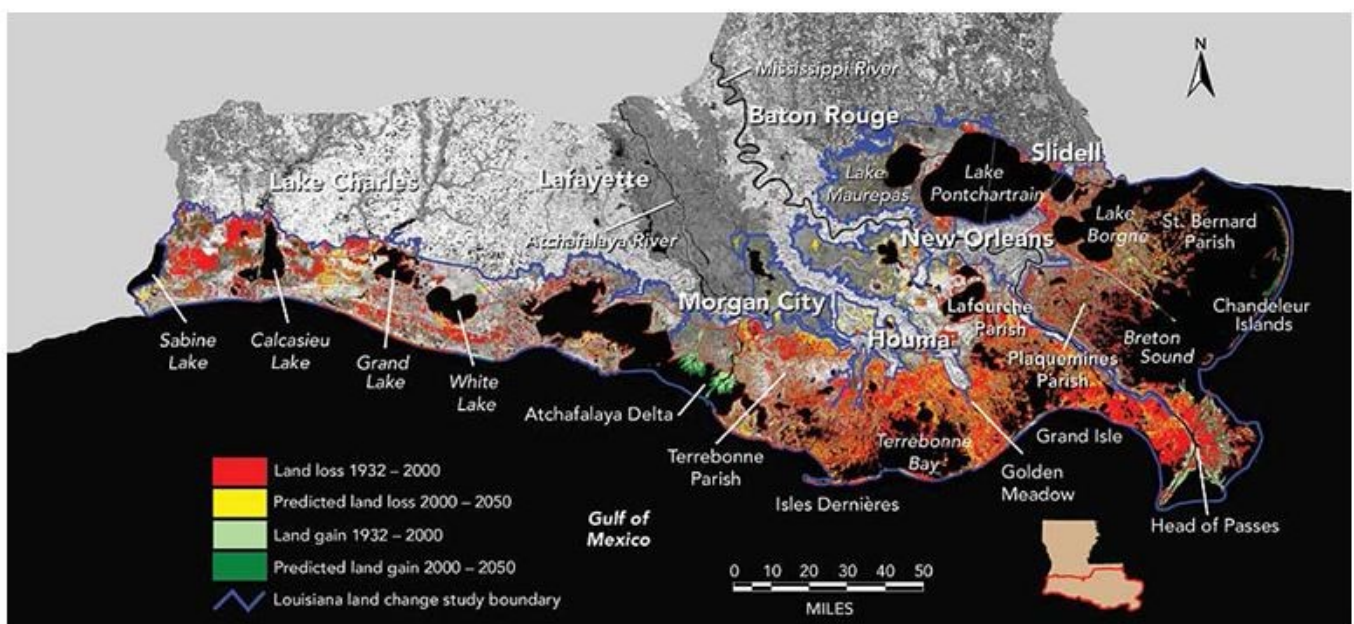 N
Mississippi River
Baton Rouge
Slidell
Lake
Maurepas
Lake
Pontchartrain
Lake Charles
Lafayette
Atchafalaya River
New Orleans
Lake
Borgne
St. Bernard
Parish
Morgan City
Lafourche
Parish
Houma
Plaquemines
Parish
Breton
Sound
Chandeleur
Islands
Sabine
Lake
Calcasieu
Lake
Grand
Lake
White
Lake
Atchafalaya Delta
Terrebonne
Parish
Terrebonne
Bay
Isles Dernières
Golden
Meadow
Grand Isle
Head of Passes
Gulf of
Mexico
Land loss 1932 – 2000
Predicted land loss 2000 – 2050
Land gain 1932 – 2000
Predicted land gain 2000 – 2050
Louisiana land change study boundary
0 10 20 30 40 50
MILES